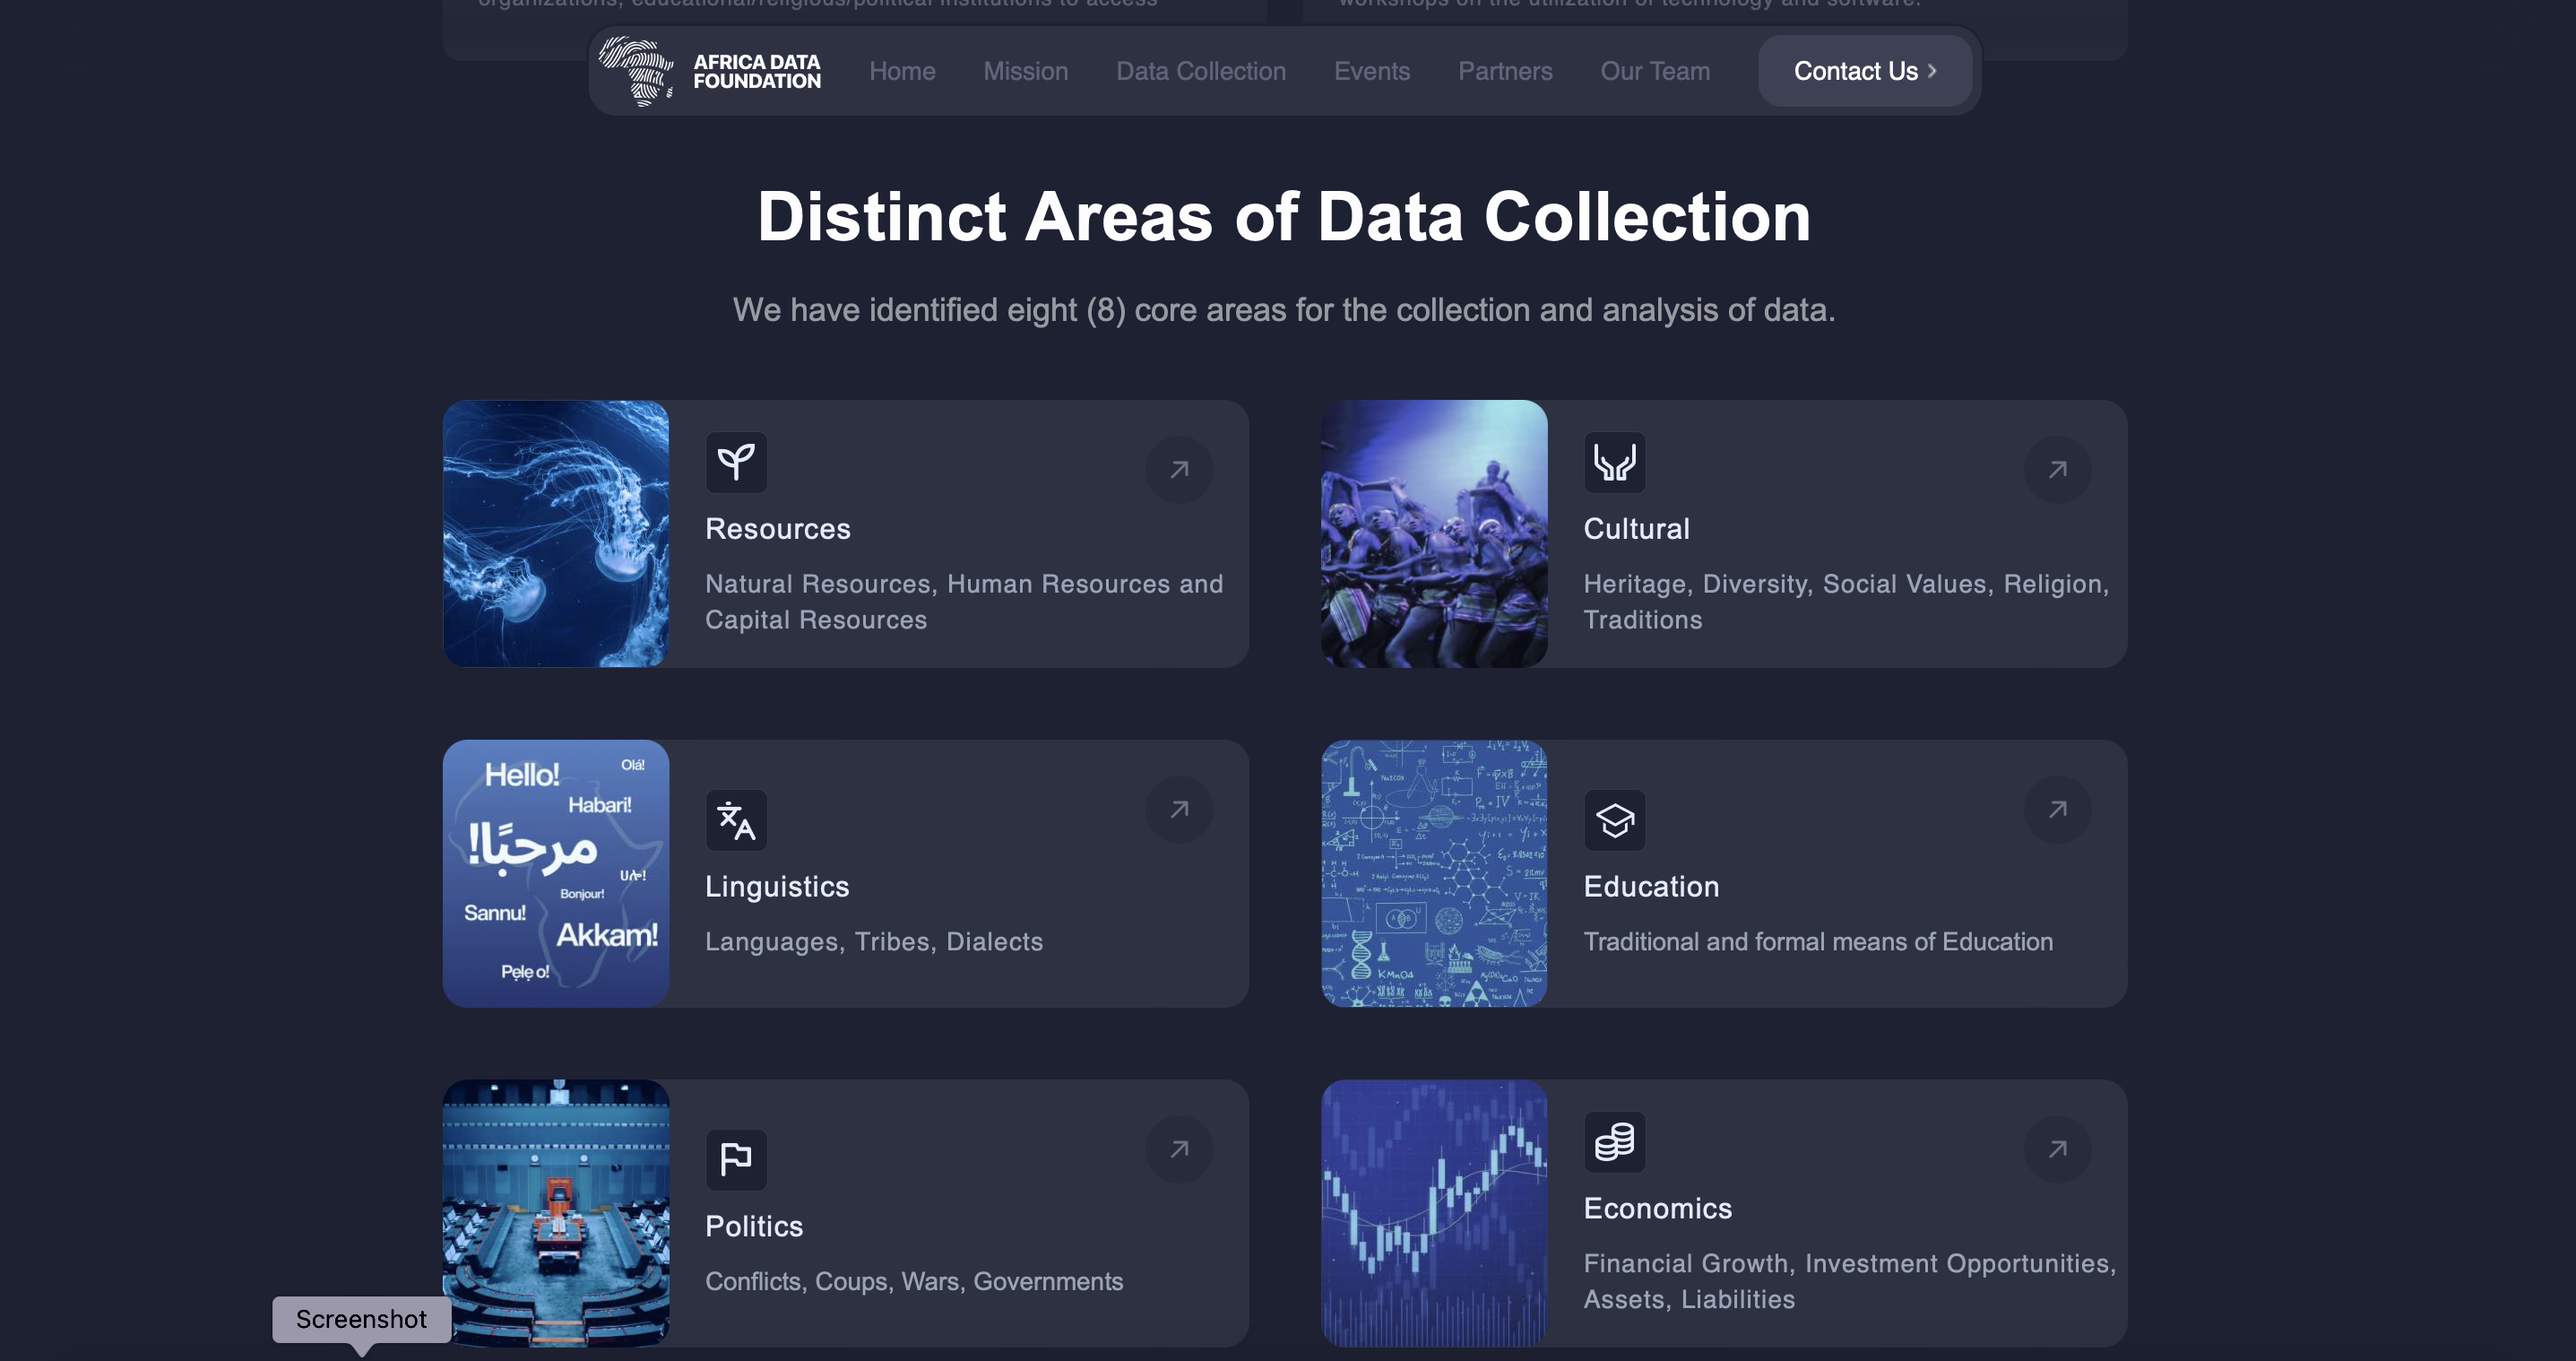 organizations, educational/religious/political institutions to access
workshops on the utilization of technology and software.
AFRICA DATA
FOUNDATION
Home
Mission
Data Collection
Events
Partners
Our Team
Contact Us
Distinct Areas of Data Collection
We have identified eight (8) core areas for the collection and analysis of data.
Resources
Natural Resources, Human Resources and
Capital Resources
Cultural
Heritage, Diversity, Social Values, Religion,
Traditions
Hello!
Olá!
Habari!
مرحبًا!
ሀሎ!
Bonjour!
Sannu!
Akkam!
Pẹlẹ o!
Linguistics
Languages, Tribes, Dialects
KMnO4
Education
Traditional and formal means of Education
Politics
Conflicts, Coups, Wars, Governments
Economics
Financial Growth, Investment Opportunities,
Assets, Liabilities
Screenshot